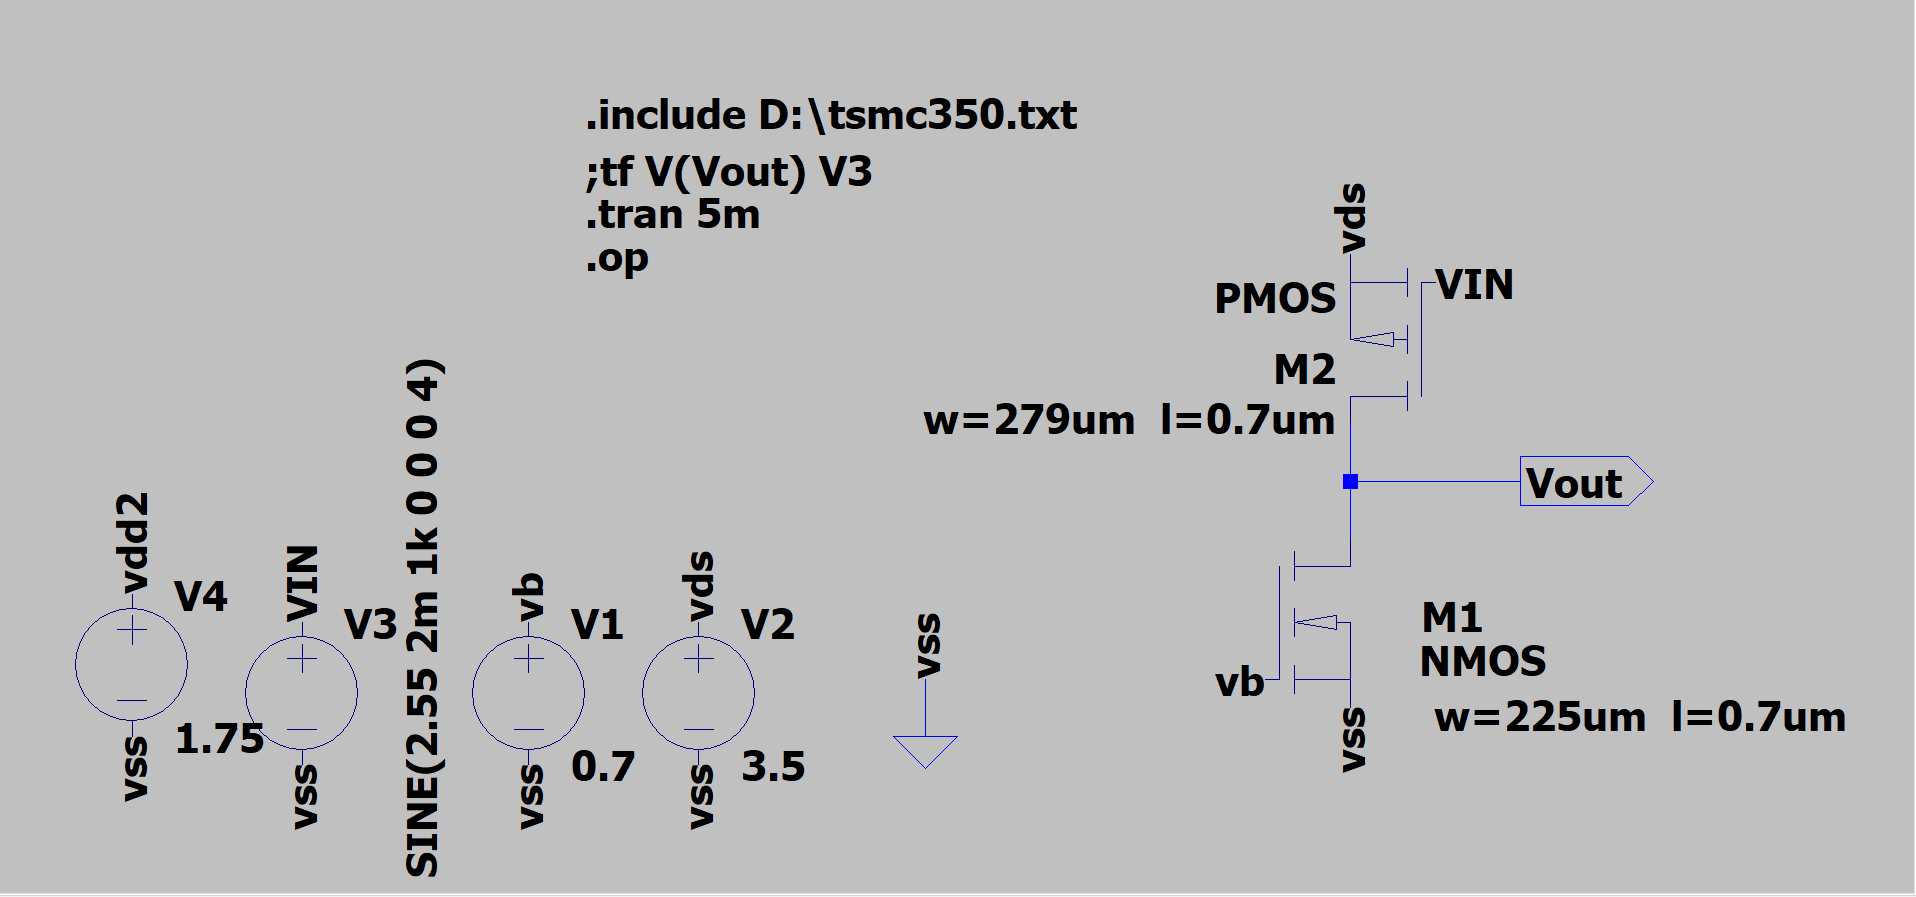 .include D:\tsmc350.txt
;tf V(Vout) V3
.tran 5m
.op
vds
PMOS
VIN
M2
w=279um l=0.7um
Vout
vdd2
V4
1.75
vss
VIN
V3
SINE(2.55 2m 1k 0 0 0 4)
vss
vb
V1
0.7
vss
vds
V2
3.5
vss
vss
M1
NMOS
vb
w=225um l=0.7um
vss